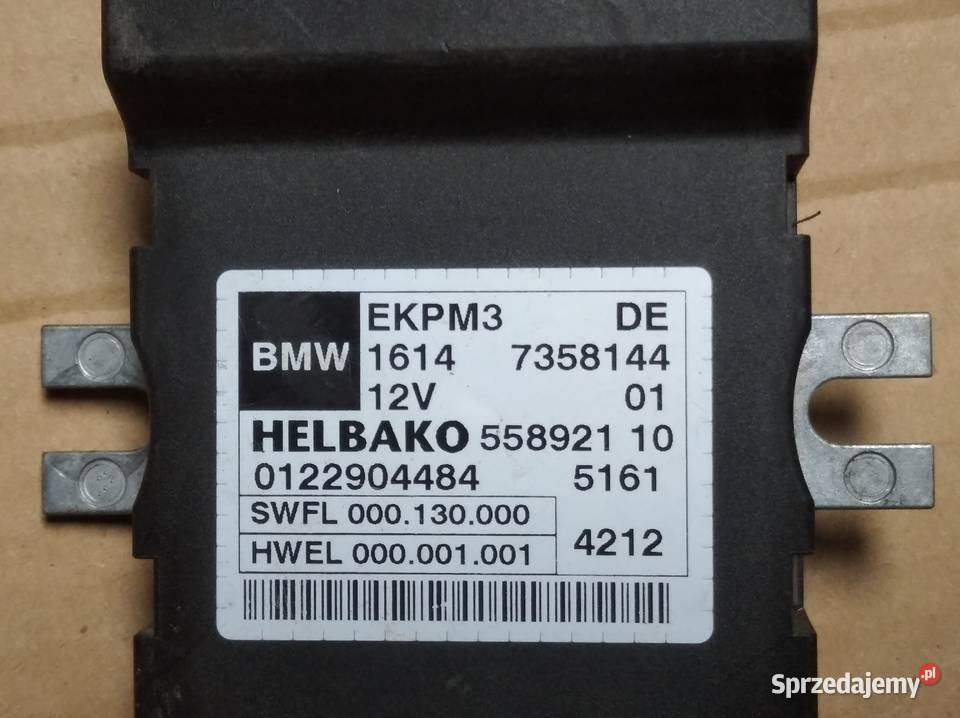 EKPM3 DE
BMW 1614 7358144
12V 01
HELBAKO 558921 10
0122904484 5161
SWFL 000.130.000
4212
HWEL 000.001.001
Sprzedajemy.pl